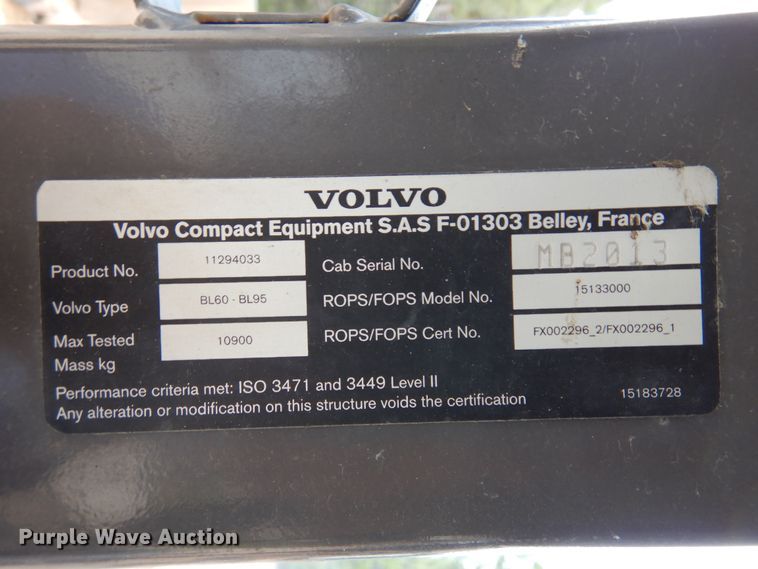 VOLVO
Volvo Compact Equipment S.A.S F-01303 Belley, France
Product No. 11294033 Cab Serial No. MB2013
Volvo Type BL60 - BL95 ROPS/FOPS Model No. 15133000
Max Tested 10900 ROPS/FOPS Cert No. FX002296_2/FX002296_1
Mass kg
Performance criteria met: ISO 3471 and 3449 Level II
Any alteration or modification on this structure voids the certification 15183728
Purple Wave Auction